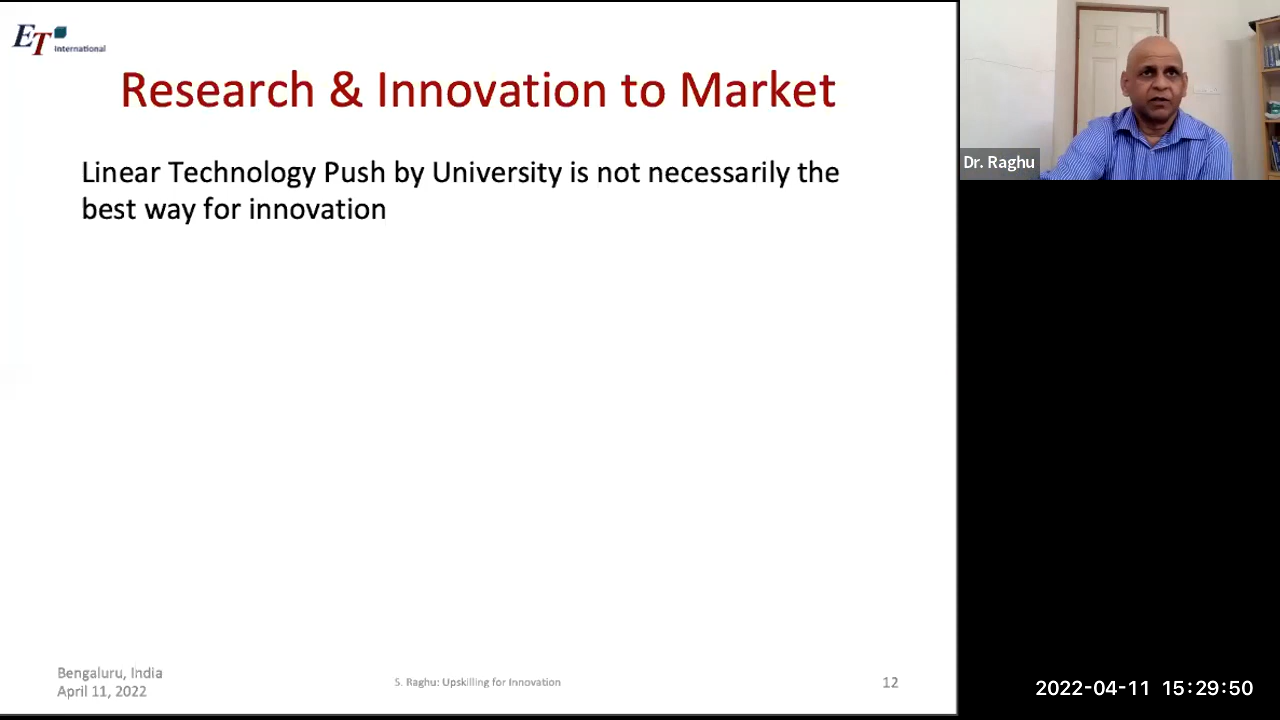 ET
International
Research & Innovation to Market
Linear Technology Push by University is not necessarily the
best way for innovation
Dr. Raghu
Bengaluru, India
April 11, 2022
S. Raghu: Upskilling for Innovation
12
2022-04-11 15:29:50